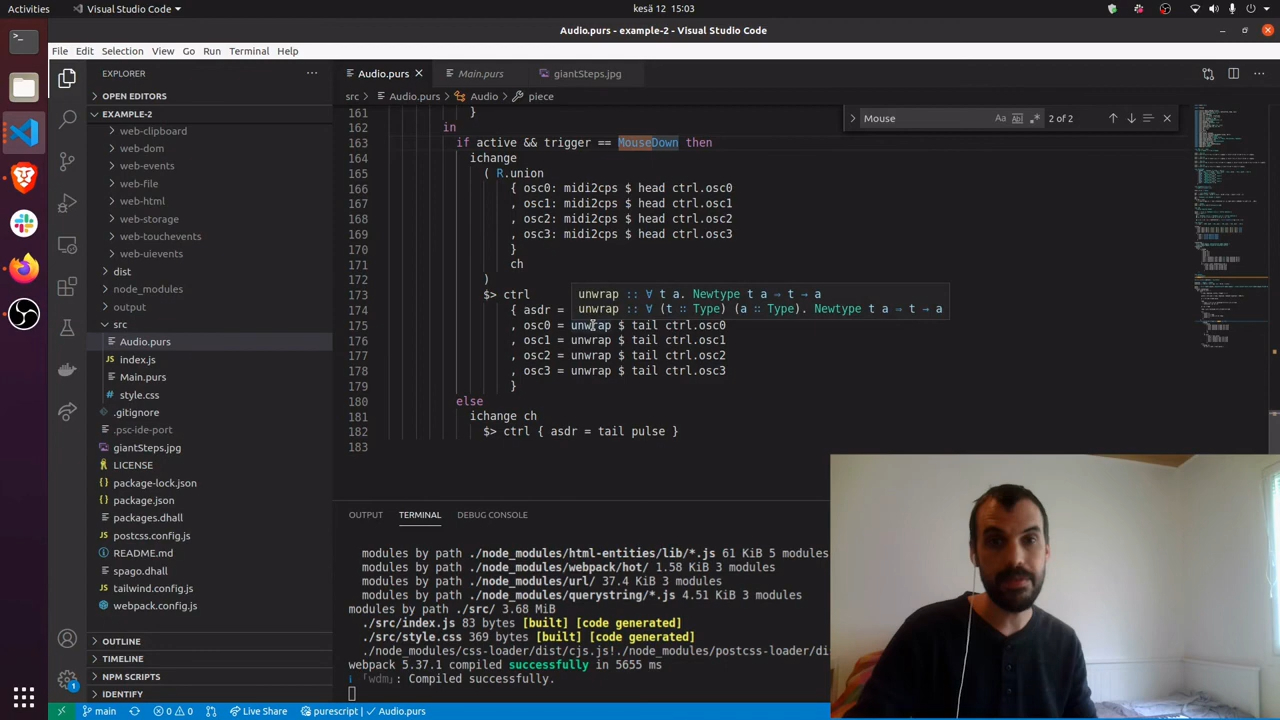 Activities
Visual Studio Code
kesä 12 15:03
Audio.purs - example-2 - Visual Studio Code
File Edit Selection View Go Run Terminal Help
EXPLORER
Audio.purs
Main.purs
giantSteps.jpg
OPEN EDITORS
src > Audio.purs > Audio > piece
EXAMPLE-2
web-clipboard
web-dom
web-events
web-file
web-html
web-storage
web-touchevents
web-uievents
dist
node_modules
output
src
Audio.purs
index.js
Main.purs
style.css
.gitignore
.psc-ide-port
giantSteps.jpg
LICENSE
package-lock.json
package.json
packages.dhall
postcss.config.js
README.md
spago.dhall
tailwind.config.js
webpack.config.js
OUTLINE
TIMELINE
NPM SCRIPTS
IDENTIFY
Mouse
Aa Ab .*
2 of 2
161 }
162 in
163 if active && trigger == MouseDown then
164 ichange
165 ( R.union
166 { osc0: midi2cps $ head ctrl.osc0
167 , osc1: midi2cps $ head ctrl.osc1
168 , osc2: midi2cps $ head ctrl.osc2
169 , osc3: midi2cps $ head ctrl.osc3
170 }
171 ch
172 )
173 $> ctrl
unwrap :: ∀ t a. Newtype t a ⇒ t → a
unwrap :: ∀ (t :: Type) (a :: Type). Newtype t a ⇒ t → a
174 { asdr =
175 , osc0 = unwrap $ tail ctrl.osc0
176 , osc1 = unwrap $ tail ctrl.osc1
177 , osc2 = unwrap $ tail ctrl.osc2
178 , osc3 = unwrap $ tail ctrl.osc3
179 }
180 else
181 ichange ch
182 $> ctrl { asdr = tail pulse }
183
OUTPUT TERMINAL DEBUG CONSOLE
modules by path ./node_modules/html-entities/lib/*.js 61 KiB 5 modules
modules by path ./node_modules/webpack/hot/ 1.58 KiB 3 modules
modules by path ./node_modules/url/ 37.4 KiB 3 modules
modules by path ./node_modules/querystring/*.js 4.51 KiB 3 modules
modules by path ./src/ 3.68 MiB
./src/index.js 83 bytes [built] [code generated]
./src/style.css 369 bytes [built] [code generated]
./node_modules/css-loader/dist/cjs.js!./node_modules/postcss-loader/di
webpack 5.37.1 compiled successfully in 5655 ms
i ｢wdm｣: Compiled successfully.
1
main 0 0 Live Share purescript Audio.purs